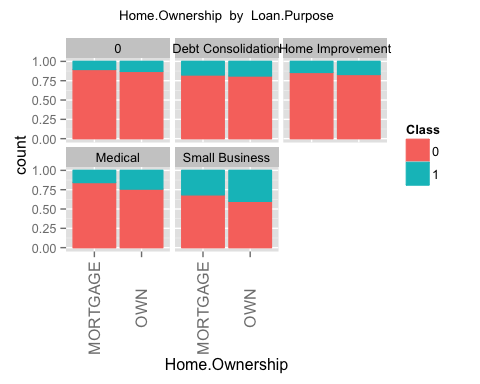 Home.Ownership by Loan.Purpose
0 Debt Consolidation Home Improvement
1.00
0.75
0.50
0.25
0.00
Medical Small Business
1.00
0.75
0.50
0.25
0.00
count
MORTGAGE OWN MORTGAGE OWN
Home.Ownership
Class
0
1